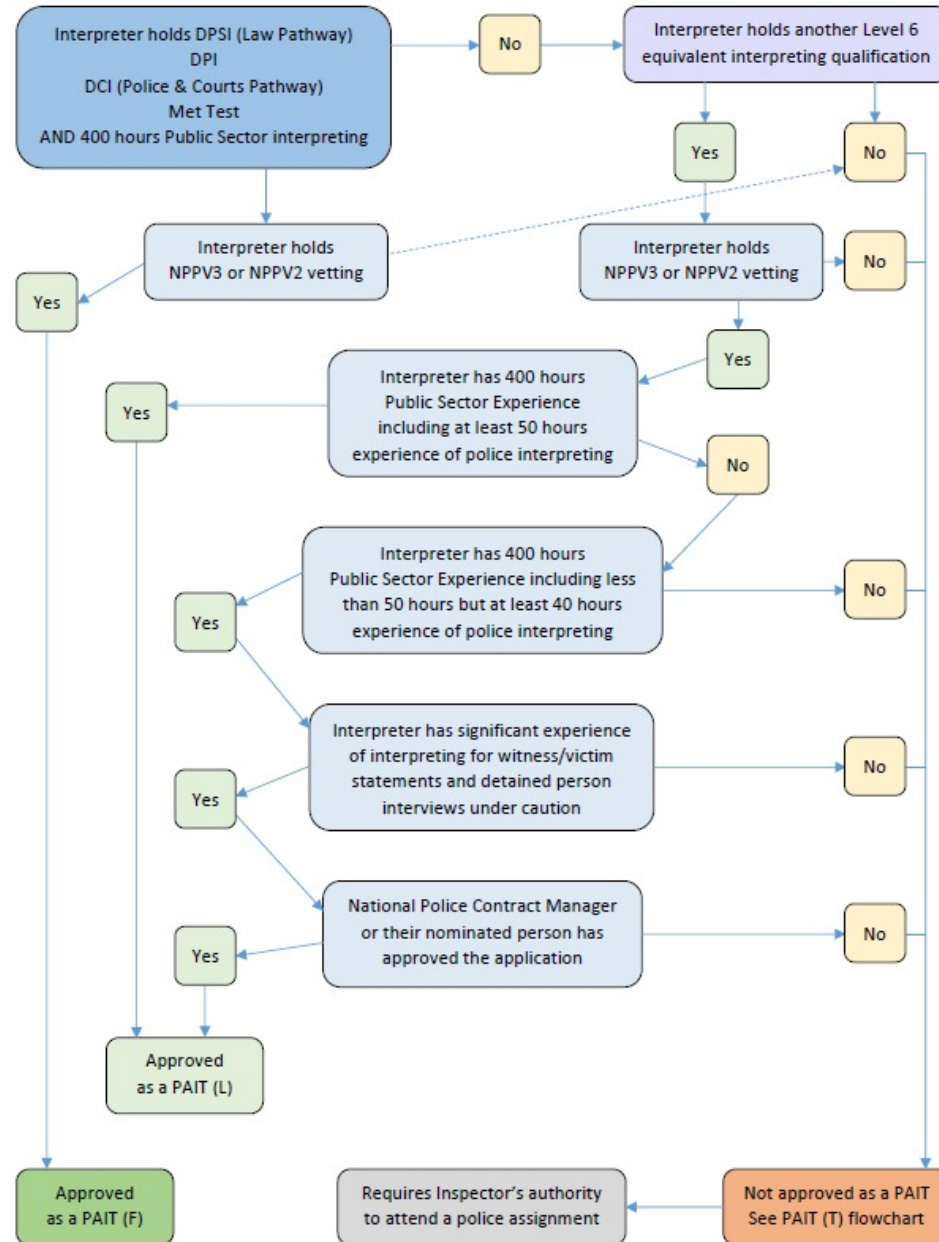 Interpreter holds DPSI (Law Pathway)
DPI
DCI (Police & Courts Pathway)
Met Test
AND 400 hours Public Sector interpreting
No
Interpreter holds another Level 6
equivalent interpreting qualification
Yes
No
Interpreter holds
NPPV3 or NPPV2 vetting
Interpreter holds
NPPV3 or NPPV2 vetting
No
Yes
Yes
Interpreter has 400 hours
Public Sector Experience
including at least 50 hours
experience of police interpreting
Yes
No
Interpreter has 400 hours
Public Sector Experience including less
than 50 hours but at least 40 hours
experience of police interpreting
No
Yes
Interpreter has significant experience
of interpreting for witness/victim
statements and detained person
interviews under caution
No
Yes
National Police Contract Manager
or their nominated person has
approved the application
No
Yes
Approved
as a PAIT (L)
Approved
as a PAIT (F)
Requires Inspector's authority
to attend a police assignment
Not approved as a PAIT
See PAIT (T) flowchart